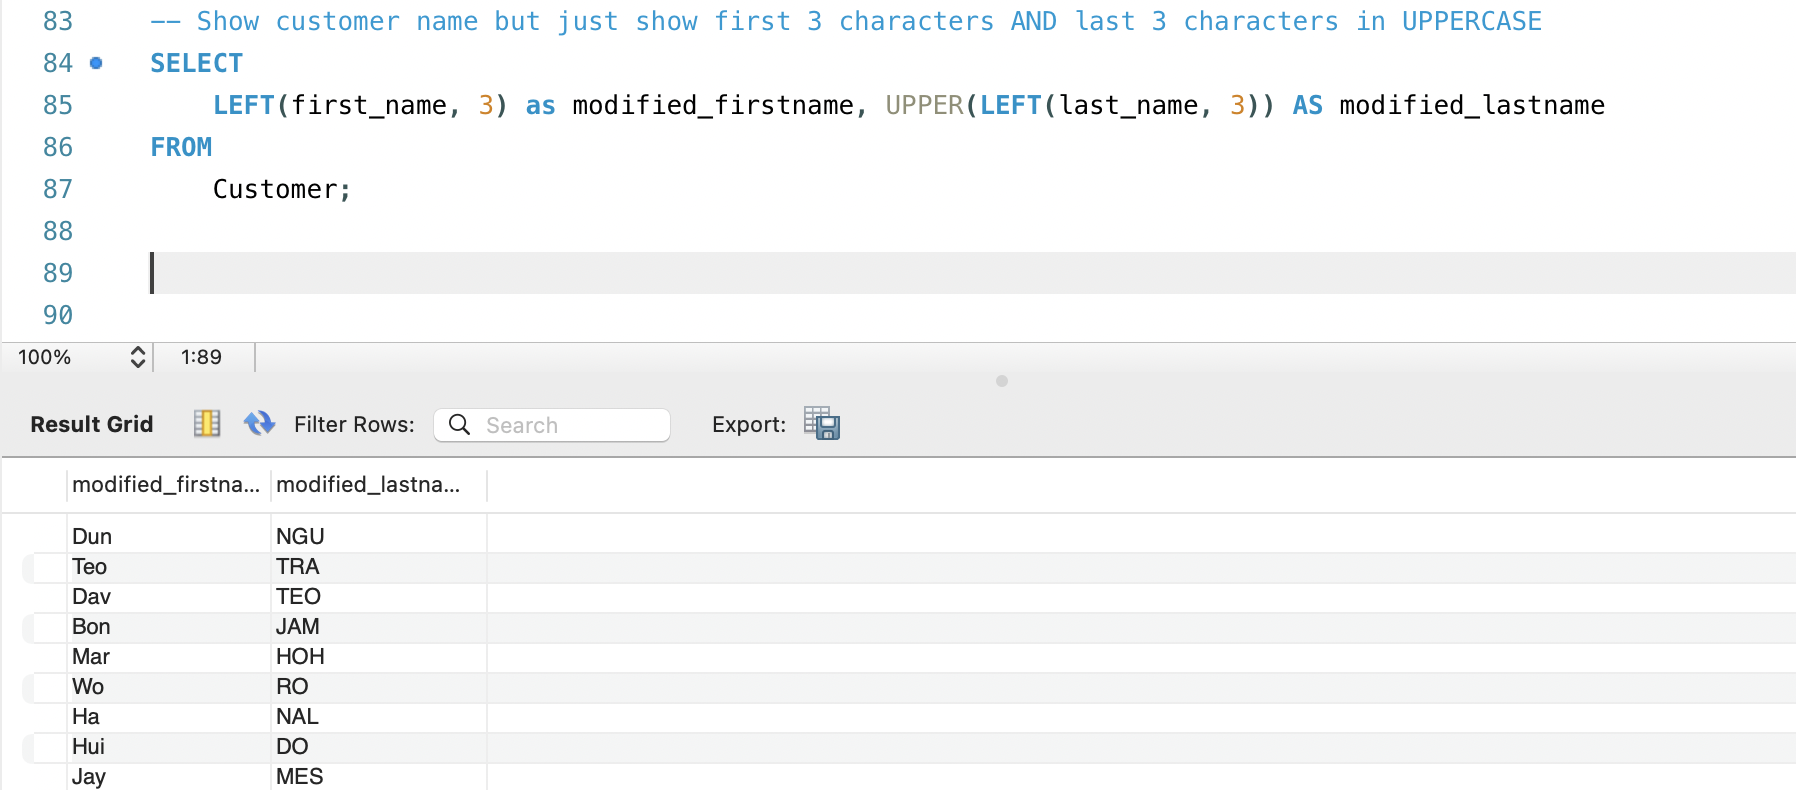 83 -- Show customer name but just show first 3 characters AND last 3 characters in UPPERCASE
84 SELECT
85 LEFT(first_name, 3) as modified_firstname, UPPER(LEFT(last_name, 3)) AS modified_lastname
86 FROM
87 Customer;
88
89
90
100% 1:89
Result Grid Filter Rows: Search Export:
modified_firstna... modified_lastna...
Dun NGU
Teo TRA
Dav TEO
Bon JAM
Mar HOH
Wo RO
Ha NAL
Hui DO
Jay MES